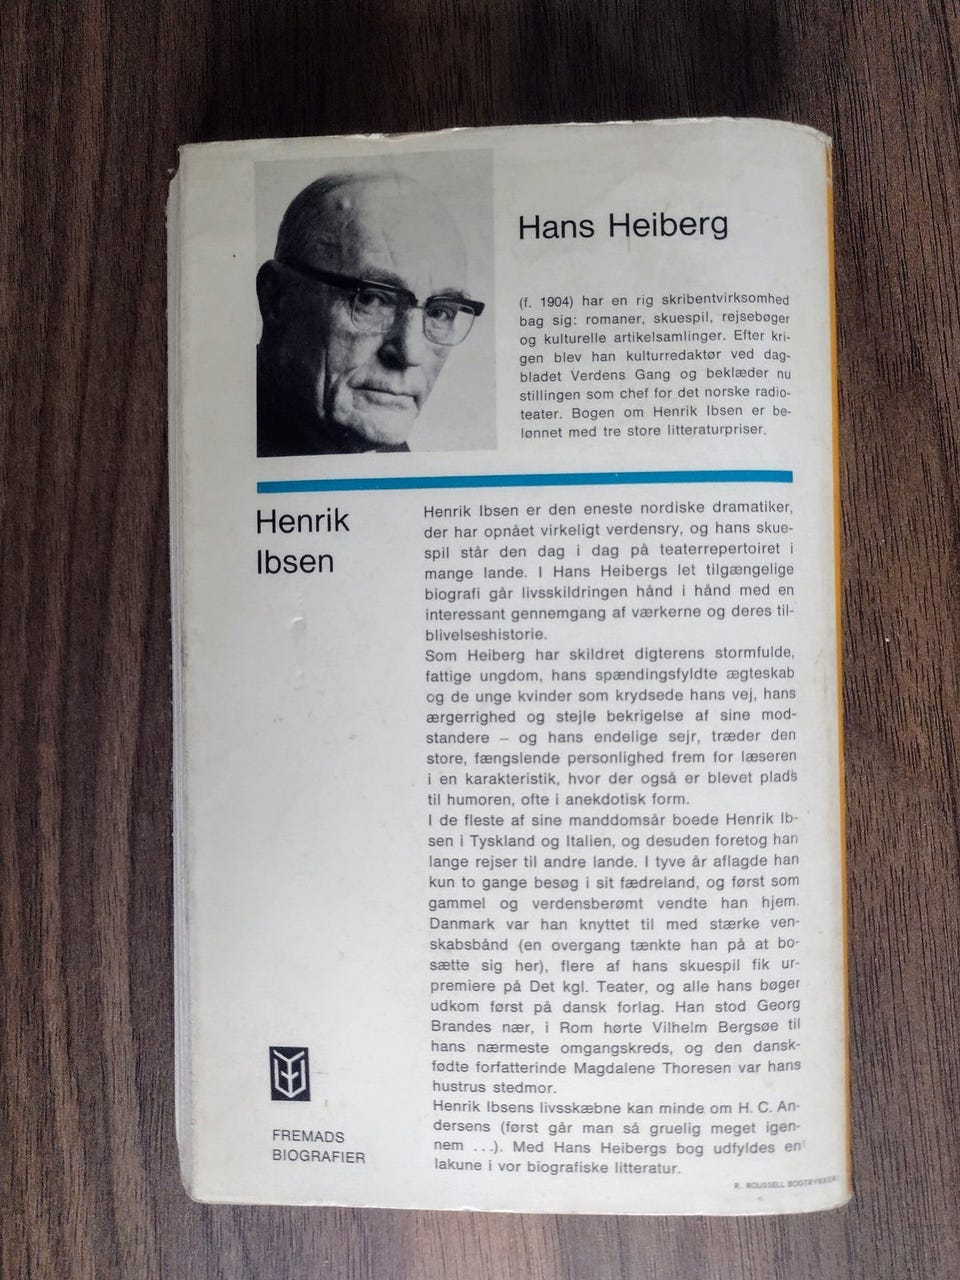 Hans Heiberg
(f. 1904) har en rig skribentvirksomhed
bag sig: romaner, skuespil, rejsebøger
og kulturelle artikelsamlinger. Efter kri-
gen blev han kulturredaktør ved dag-
bladet Verdens Gang og beklæder nu
stillingen som chef for det norske radio-
teater. Bogen om Henrik Ibsen er be-
lønnet med tre store litteraturpriser.
Henrik
Ibsen
Henrik Ibsen er den eneste nordiske dramatiker,
der har opnået virkeligt verdensry, og hans skue-
spil står den dag i dag på teaterrepertoiret i
mange lande. I Hans Heibergs let tilgængelige
biografi går livsskildringen hånd i hånd med en
interessant gennemgang af værkerne og deres til-
blivelseshistorie.
Som Heiberg har skildret digterens stormfulde,
fattige ungdom, hans spændingsfyldte ægteskab
og de unge kvinder som krydsede hans vej, hans
ærgerrighed og stejle bekrigelse af sine mod-
standere – og hans endelige sejr, træder den
store, fængslende personlighed frem for læseren
i en karakteristik, hvor der også er blevet plads
til humoren, ofte i anekdotisk form.
I de fleste af sine manddomsår boede Henrik Ib-
sen i Tyskland og Italien, og desuden foretog han
lange rejser til andre lande. I tyve år aflagde han
kun to gange besøg i sit fædreland, og først som
gammel og verdensberømt vendte han hjem.
Danmark var han knyttet til med stærke ven-
skabsbånd (en overgang tænkte han på at bo-
sætte sig her), flere af hans skuespil fik ur-
premiere på Det kgl. Teater, og alle hans bøger
udkom først på dansk forlag. Han stod Georg
Brandes nær, i Rom hørte Vilhelm Bergsøe til
hans nærmeste omgangskreds, og den dansk-
fødte forfatterinde Magdalene Thoresen var hans
hustrus stedmor.
Henrik Ibsens livsskæbne kan minde om H. C. An-
dersens (først går man så gruelig meget igen-
nem ...). Med Hans Heibergs bog udfyldes en
lakune i vor biografiske litteratur.
FREMADS
BIOGRAFIER
R. ROUSSELL BOGTRYKKERI